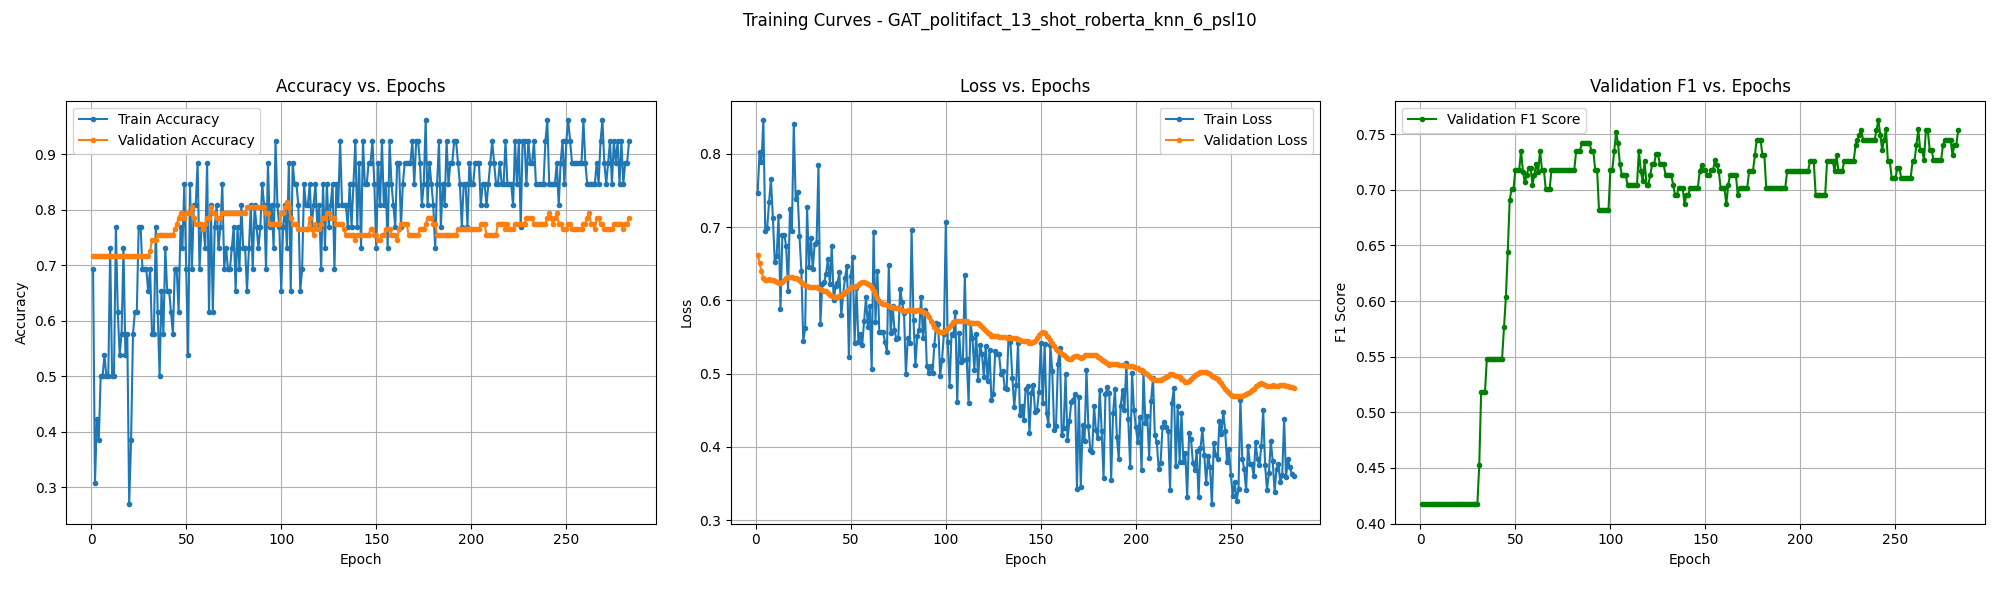 Training Curves - GAT_politifact_13_shot_roberta_knn_6_psl10
Accuracy vs. Epochs
Train Accuracy
Validation Accuracy
Accuracy
0.9
0.8
0.7
0.6
0.5
0.4
0.3
0
50
100
150
200
250
Epoch
Loss vs. Epochs
Train Loss
Validation Loss
Loss
0.8
0.7
0.6
0.5
0.4
0.3
0
50
100
150
200
250
Epoch
Validation F1 vs. Epochs
Validation F1 Score
F1 Score
0.75
0.70
0.65
0.60
0.55
0.50
0.45
0.40
0
50
100
150
200
250
Epoch